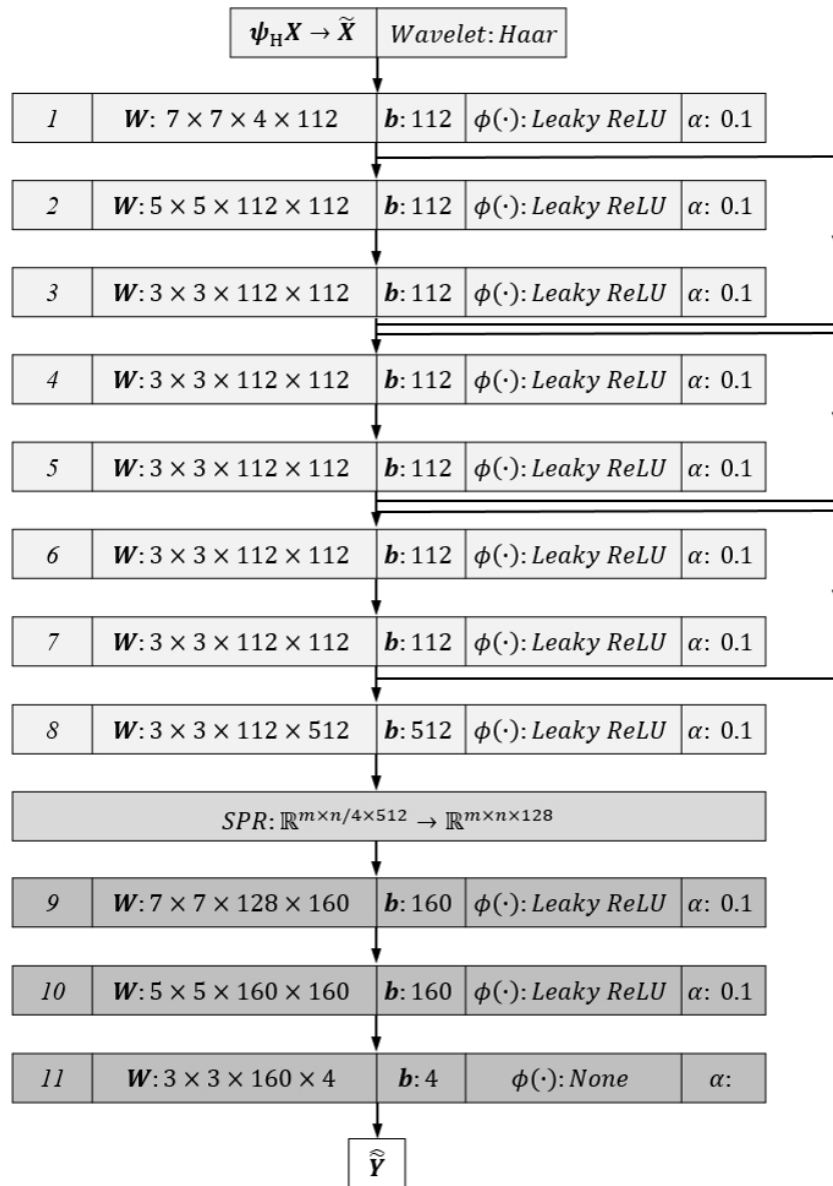 ψ_H X → X̃ Wavelet: Haar
1 W: 7 × 7 × 4 × 112 b: 112 ϕ(·): Leaky ReLU α: 0.1
2 W: 5 × 5 × 112 × 112 b: 112 ϕ(·): Leaky ReLU α: 0.1
3 W: 3 × 3 × 112 × 112 b: 112 ϕ(·): Leaky ReLU α: 0.1
4 W: 3 × 3 × 112 × 112 b: 112 ϕ(·): Leaky ReLU α: 0.1
5 W: 3 × 3 × 112 × 112 b: 112 ϕ(·): Leaky ReLU α: 0.1
6 W: 3 × 3 × 112 × 112 b: 112 ϕ(·): Leaky ReLU α: 0.1
7 W: 3 × 3 × 112 × 112 b: 112 ϕ(·): Leaky ReLU α: 0.1
8 W: 3 × 3 × 112 × 512 b: 512 ϕ(·): Leaky ReLU α: 0.1
SPR: ℝ^{m×n/4×512} → ℝ^{m×n×128}
9 W: 7 × 7 × 128 × 160 b: 160 ϕ(·): Leaky ReLU α: 0.1
10 W: 5 × 5 × 160 × 160 b: 160 ϕ(·): Leaky ReLU α: 0.1
11 W: 3 × 3 × 160 × 4 b: 4 ϕ(·): None α:
Ỹ̂